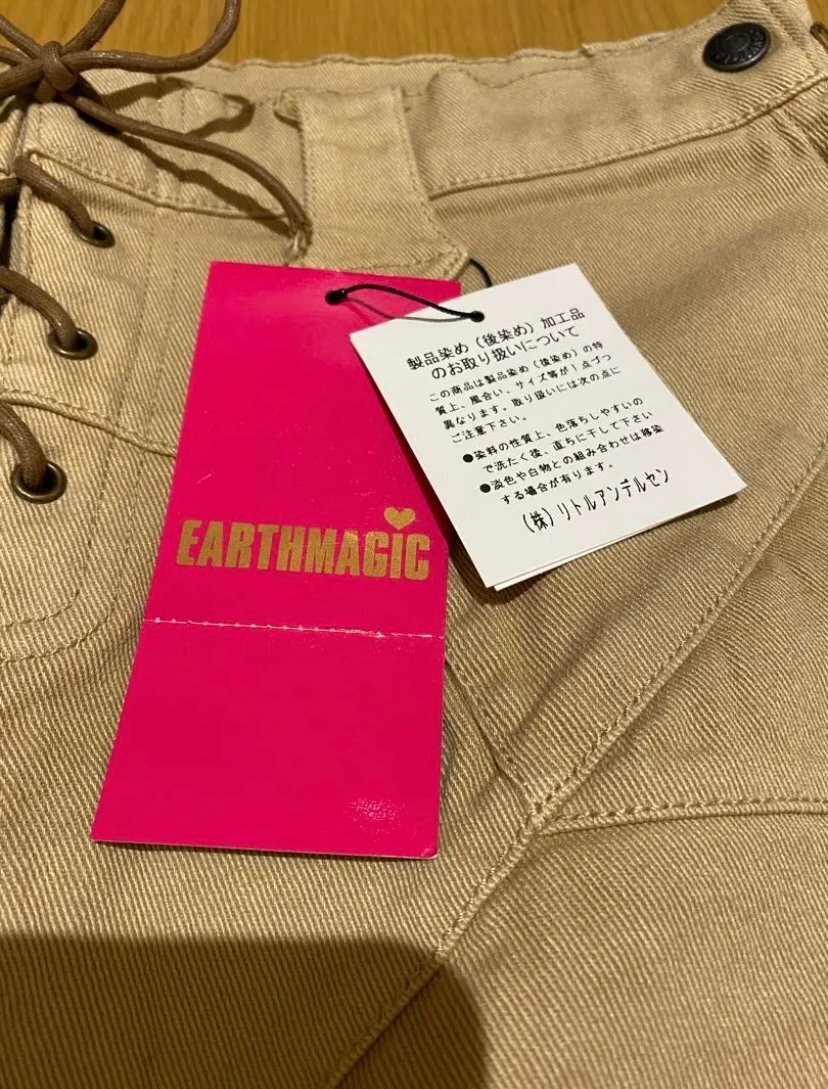 EARTHMAGIC
製品染め（後染め）加工品
のお取り扱いについて
この商品は製品染め（後染め）の特
質上、風合い、サイズ等が１点づつ
異なります。取り扱いには次の点に
ご注意下さい。
●染料の性質上、色落ちしやすいの
で洗たく後、直ちに干して下さい
●淡色や白物との組み合わせは移染
する場合が有ります。
（株）リトルアンデルセン